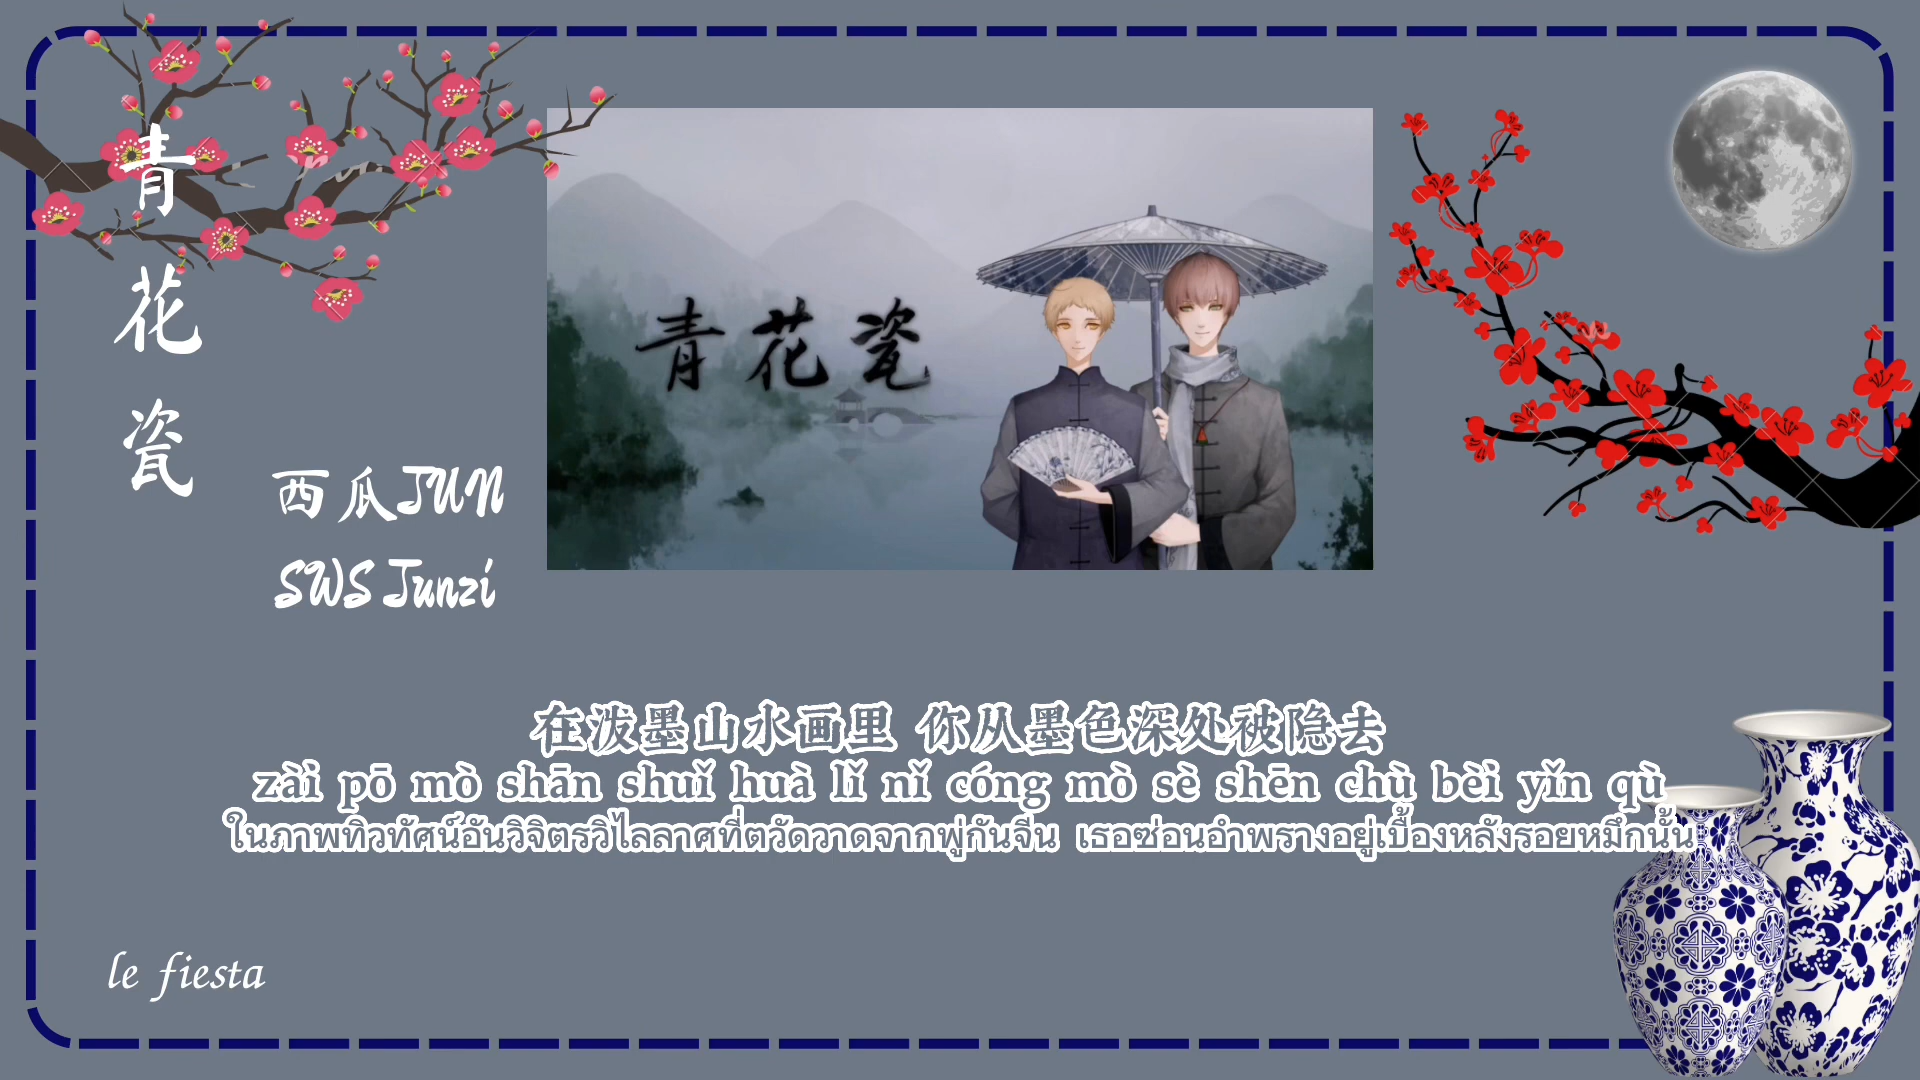 青花瓷
青花瓷
西瓜JUN
SWS Junzi
在泼墨山水画里 你从墨色深处被隐去
zài pō mò shān shuǐ huà lǐ nǐ cóng mò sè shēn chù bèi yǐn qù
ในภาพทิวทัศน์อันวิจิตรวิไลลาศที่ตวัดวาดจากพู่กันจีน เธอซ่อนอำพรางอยู่เบื้องหลังรอยหมึกนั้น
le fiesta